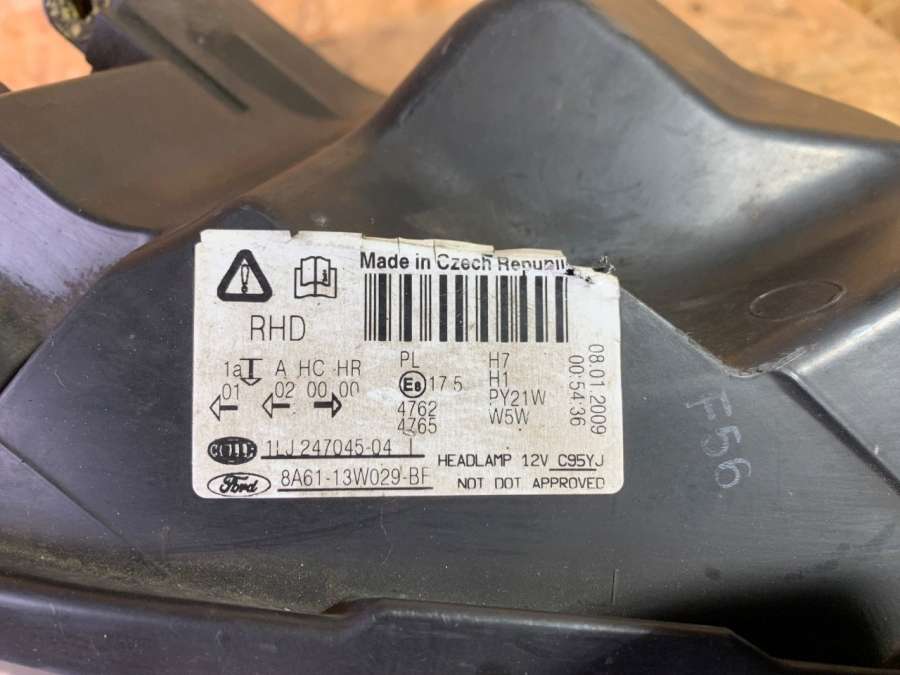 Made in Czech Republi
RHD
1a A HC HR
01 02 00 00
PL
E8 17.5
4762
4765
H7
H1
PY21W
W5W
08.01.2009
00:54:36
HELLA 1LJ 247045-04 L
Ford 8A61-13W029-BF
HEADLAMP 12V C95YJ
NOT DOT APPROVED
F56